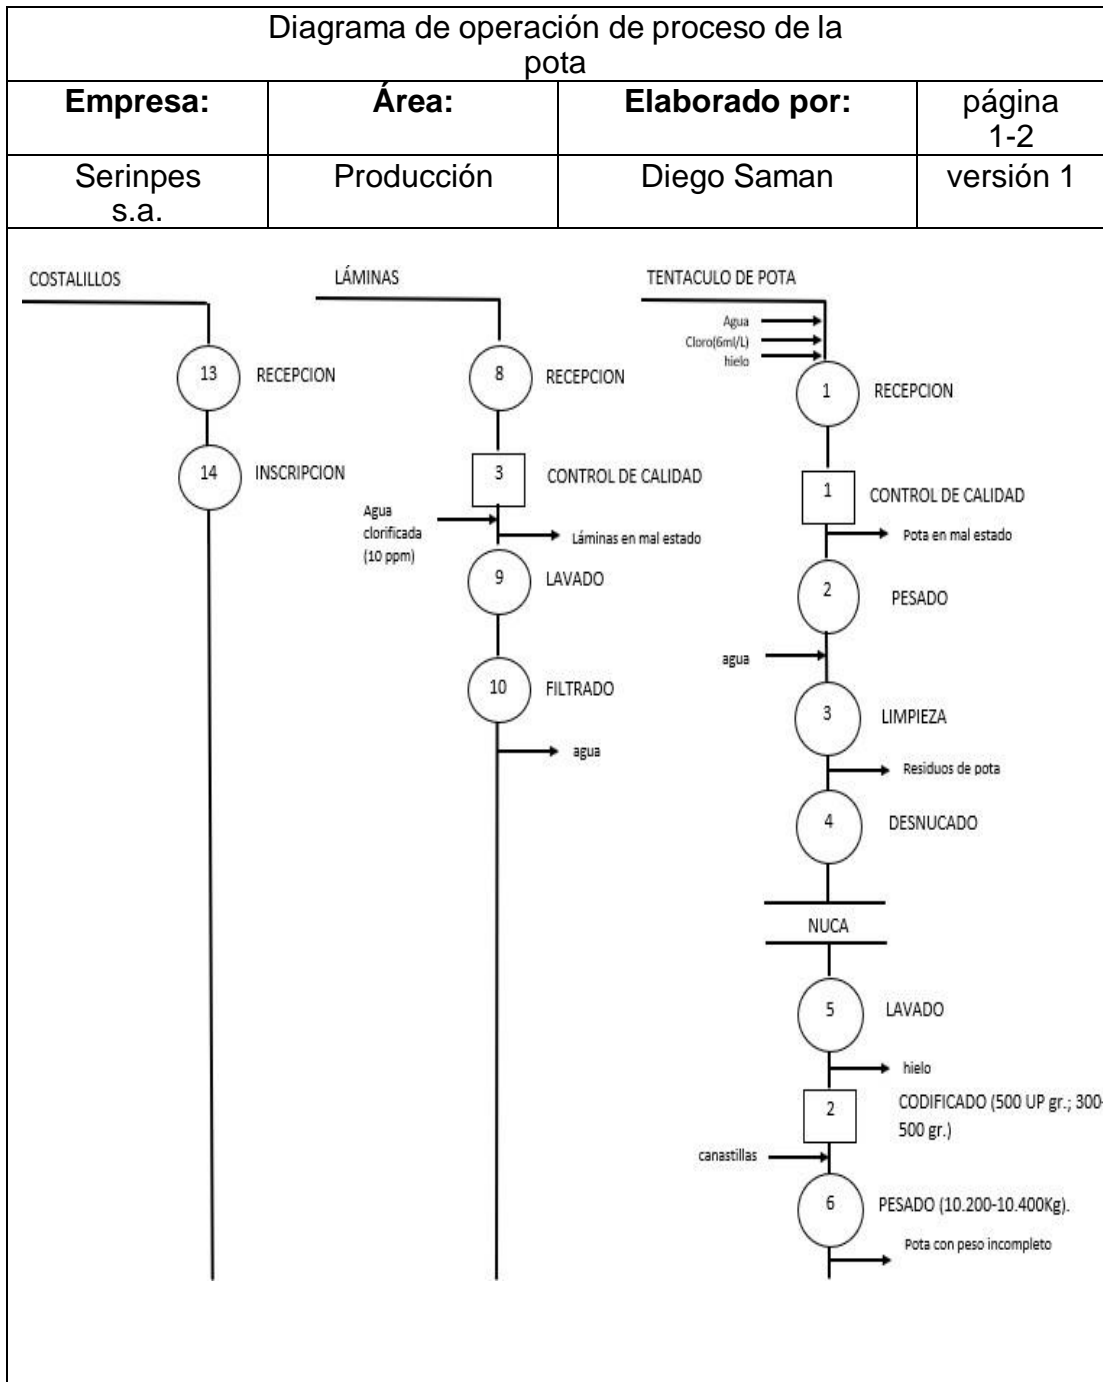 Diagrama de operación de proceso de la
pota
Empresa:
Área:
Elaborado por:
página
1-2
Serinpes
s.a.
Producción
Diego Saman
versión 1
COSTALILLOS
13
RECEPCION
14
INSCRIPCION
LÁMINAS
8
RECEPCION
3
CONTROL DE CALIDAD
Agua
clorificada
(10 ppm)
Láminas en mal estado
9
LAVADO
10
FILTRADO
agua
TENTACULO DE POTA
Agua
Cloro(6ml/L)
hielo
1
RECEPCION
1
CONTROL DE CALIDAD
Pota en mal estado
2
PESADO
agua
3
LIMPIEZA
Residuos de pota
4
DESNUCADO
NUCA
5
LAVADO
hielo
2
CODIFICADO (500 UP gr.; 300-
500 gr.)
canastillas
6
PESADO (10.200-10.400Kg).
Pota con peso incompleto